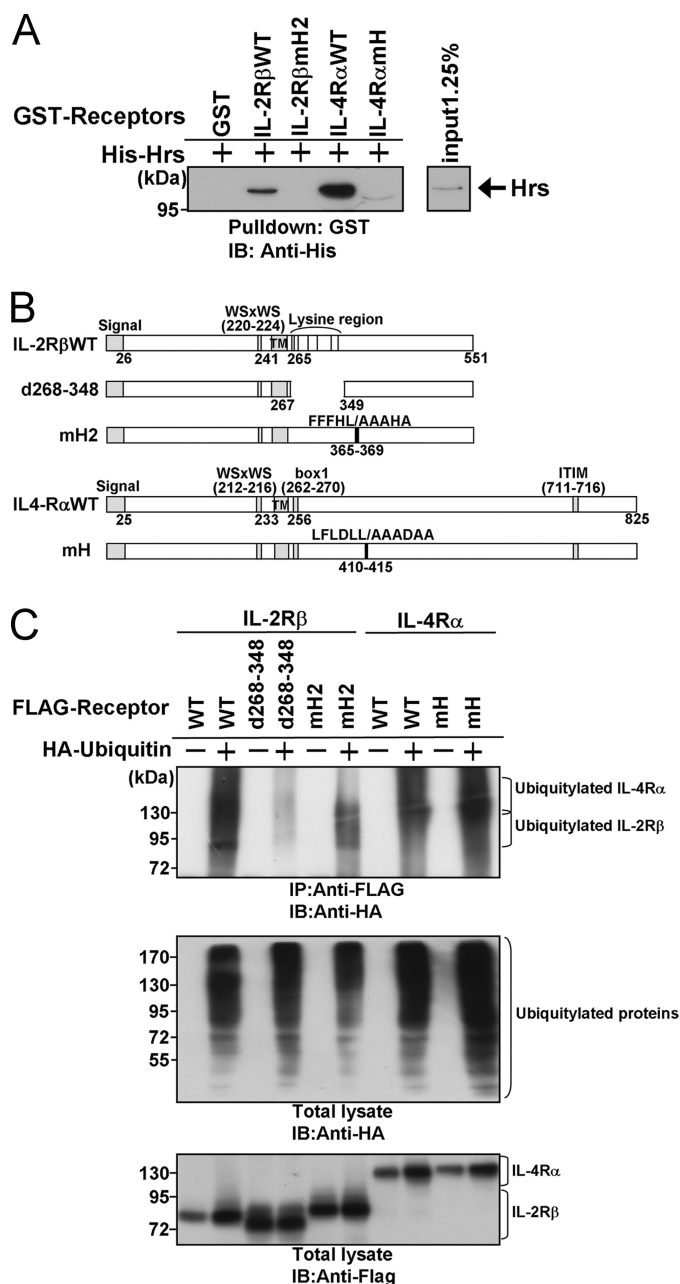 A
GST-Receptors
GST
IL-2RβWT
IL-2RβmH2
IL-4RαWT
IL-4RαmH
input1.25%
His-Hrs + + + + +
(kDa)
95
Hrs
Pulldown: GST
IB: Anti-His
B
WSxWS
Signal (220-224) Lysine region
IL-2RβWT TM
26 241 265 551
d268-348
267 349
FFFHL/AAAHA
mH2
365-369
WSxWS box1 ITIM
Signal (212-216) (262-270) (711-716)
IL4-RαWT TM
25 233 256 825
LFLDLL/AAADAA
mH
410-415
C
IL-2Rβ IL-4Rα
FLAG-Receptor WT WT d268-348 d268-348 mH2 mH2 WT WT mH mH
HA-Ubiquitin − + − + − + − + − +
(kDa)
Ubiquitylated IL-4Rα
130
Ubiquitylated IL-2Rβ
95
72
IP:Anti-FLAG
IB:Anti-HA
170
130
95
Ubiquitylated proteins
72
55
Total lysate
IB:Anti-HA
130
IL-4Rα
95
IL-2Rβ
72
Total lysate
IB:Anti-Flag